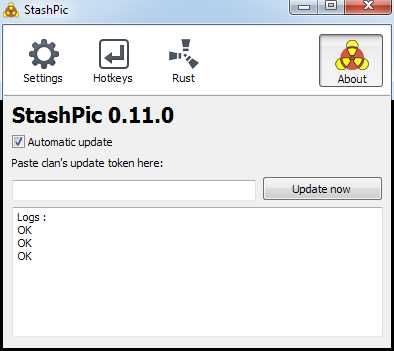 StashPic
Settings
Hotkeys
Rust
About
StashPic 0.11.0
Automatic update
Paste clan's update token here:
Update now
Logs :
OK
OK
OK